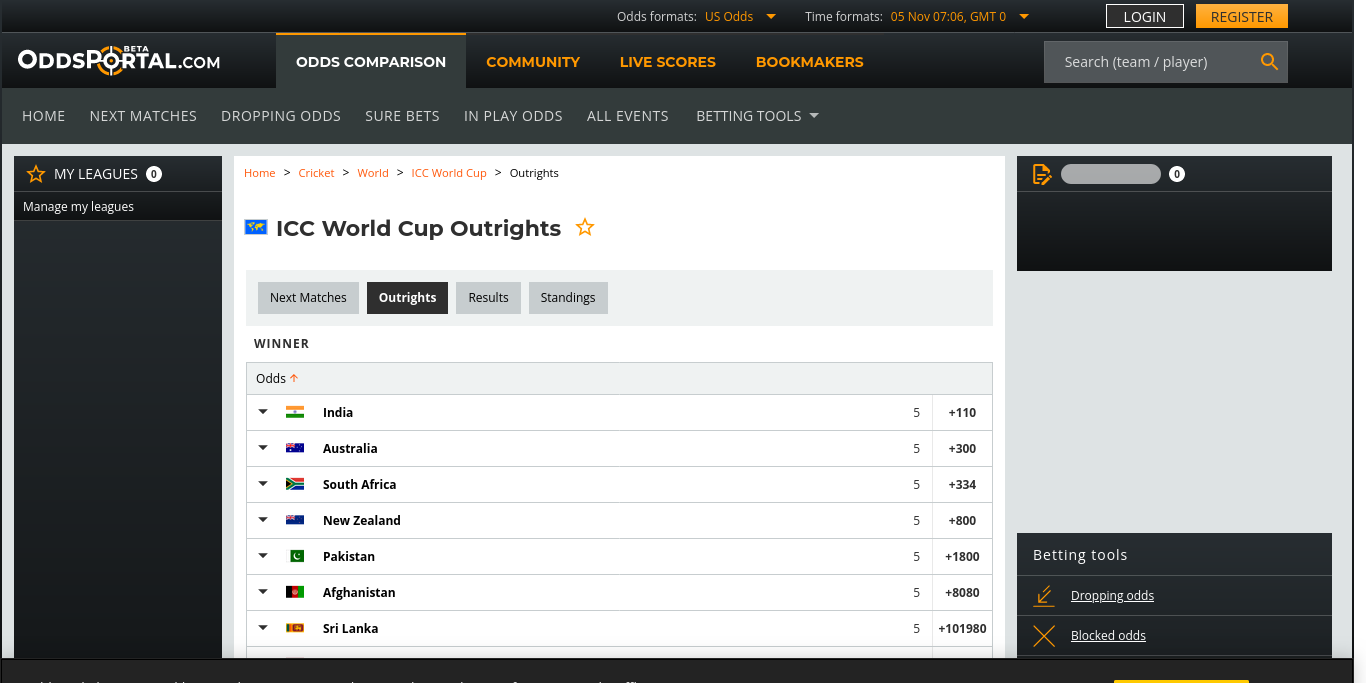 Odds formats: US Odds Time formats: 05 Nov 07:06, GMT 0 LOGIN REGISTER
ODDSPORTAL.COM BETA ODDS COMPARISON COMMUNITY LIVE SCORES BOOKMAKERS Search (team / player)
HOME NEXT MATCHES DROPPING ODDS SURE BETS IN PLAY ODDS ALL EVENTS BETTING TOOLS
MY LEAGUES 0
Manage my leagues
Home > Cricket > World > ICC World Cup > Outrights
ICC World Cup Outrights
Next Matches Outrights Results Standings
WINNER
Odds
India 5 +110
Australia 5 +300
South Africa 5 +334
New Zealand 5 +800
Pakistan 5 +1800
Afghanistan 5 +8080
Sri Lanka 5 +101980
0
Betting tools
Dropping odds
Blocked odds